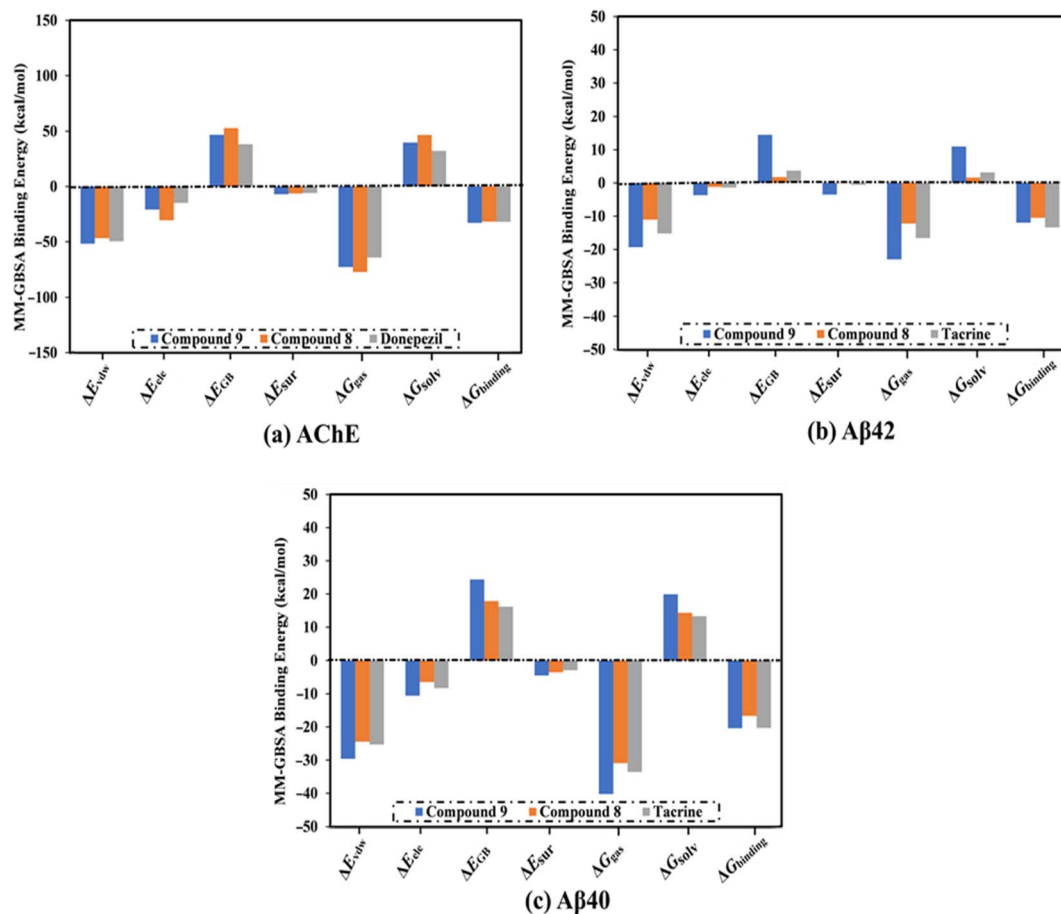 MM-GBSA Binding Energy (kcal/mol)
150
100
50
0
−50
−100
−150
Compound 9 Compound 8 Donepezil
ΔEvdw ΔEele ΔEGB ΔEsur ΔGgas ΔGsolv ΔGbinding
(a) AChE
MM-GBSA Binding Energy (kcal/mol)
50
40
30
20
10
0
−10
−20
−30
−40
−50
Compound 9 Compound 8 Tacrine
ΔEvdw ΔEele ΔEGB ΔEsur ΔGgas ΔGsolv ΔGbinding
(b) Aβ42
MM-GBSA Binding Energy (kcal/mol)
50
40
30
20
10
0
−10
−20
−30
−40
−50
Compound 9 Compound 8 Tacrine
ΔEvdw ΔEele ΔEGB ΔEsur ΔGgas ΔGsolv ΔGbinding
(c) Aβ40